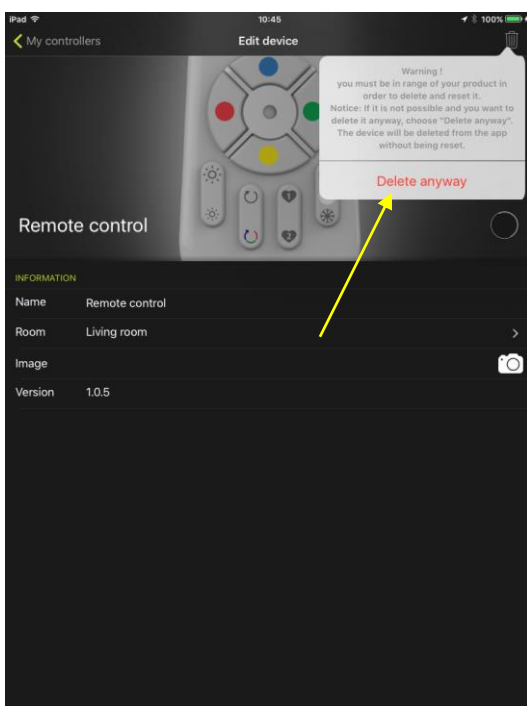 iPad 10:45 100%
My controllers Edit device
Warning !
you must be in range of your product in
order to delete and reset it.
Notice: If it is not possible and you want to
delete it anyway, choose "Delete anyway".
The device will be deleted from the app
without being reset.
Delete anyway
1
2
Remote control
INFORMATION
Name Remote control
Room Living room
Image
Version 1.0.5